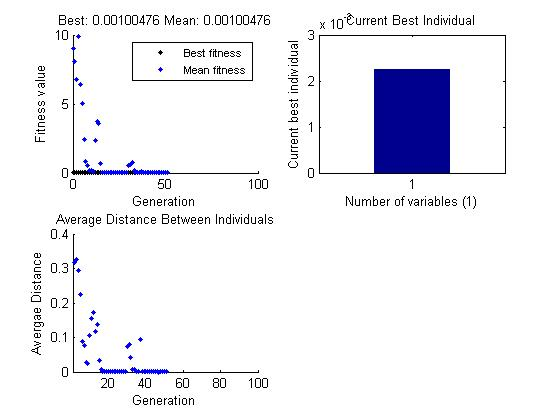 Best: 0.00100476 Mean: 0.00100476
10
5
0
Fitness value
Best fitness
Mean fitness
0 50 100
Generation
Current Best Individual
3 x 10
2
1
0
Current best individual
1
Number of variables (1)
Average Distance Between Individuals
0.4
0.3
0.2
0.1
0
Avergae Distance
20 40 60 80 100
Generation